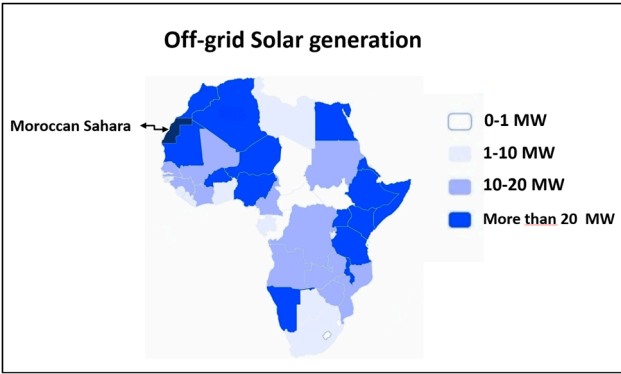 Off-grid Solar generation
Moroccan Sahara
0-1 MW
1-10 MW
10-20 MW
More than 20 MW